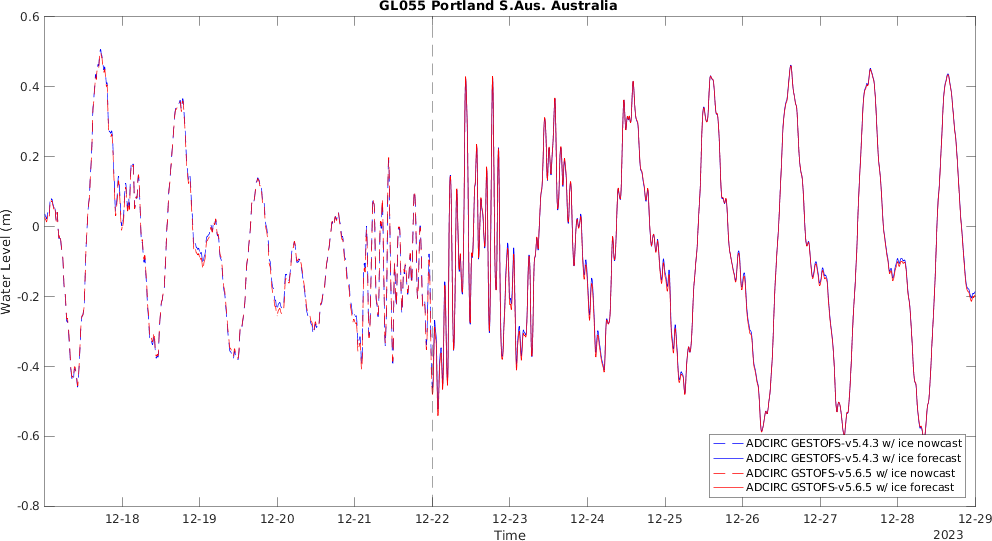 GL055 Portland S.Aus. Australia
0.6
0.4
0.2
0
-0.2
-0.4
-0.6
-0.8
Water Level (m)
12-18 12-19 12-20 12-21 12-22 12-23 12-24 12-25 12-26 12-27 12-28 12-29
Time
2023
ADCIRC GESTOFS-v5.4.3 w/ ice nowcast
ADCIRC GESTOFS-v5.4.3 w/ ice forecast
ADCIRC GSTOFS-v5.6.5 w/ ice nowcast
ADCIRC GSTOFS-v5.6.5 w/ ice forecast